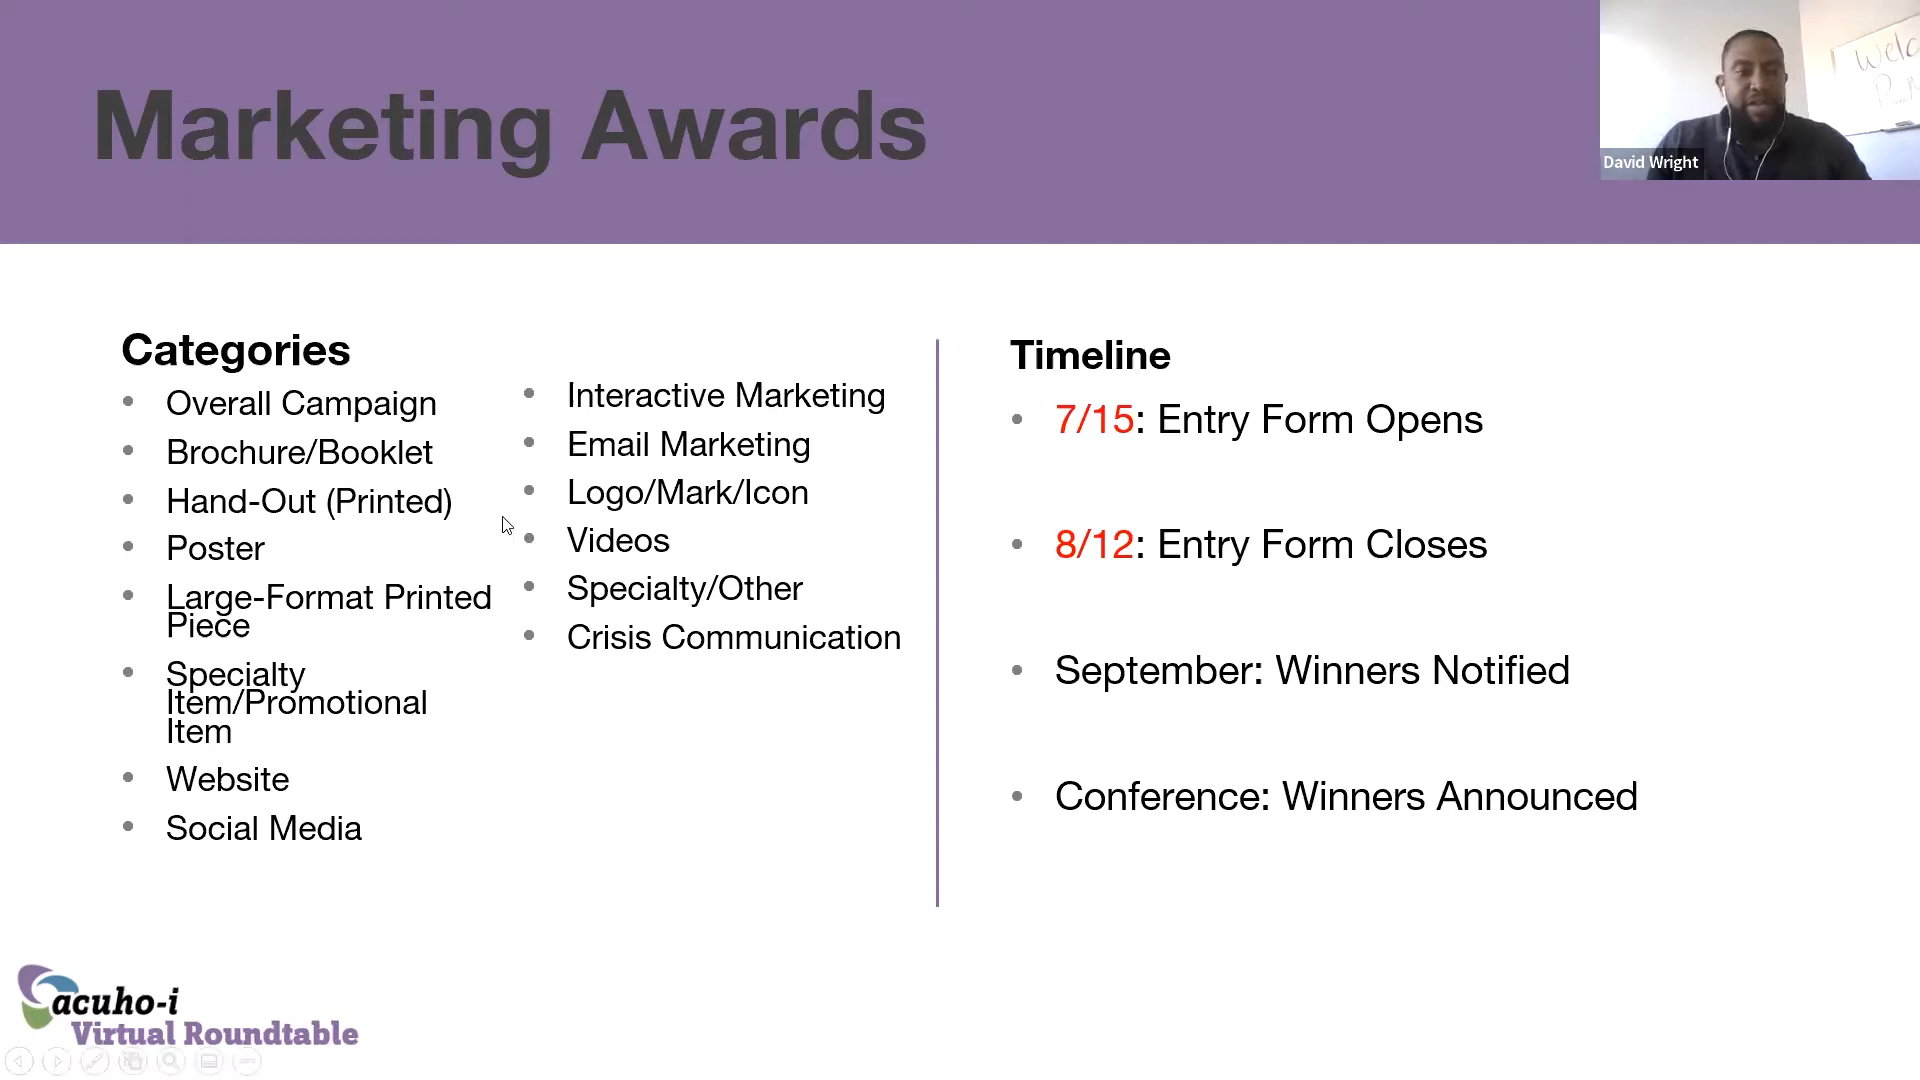 Marketing Awards
David Wright
Categories
Overall Campaign
Brochure/Booklet
Hand-Out (Printed)
Poster
Large-Format Printed
Piece
Specialty
Item/Promotional
Item
Website
Social Media
Interactive Marketing
Email Marketing
Logo/Mark/Icon
Videos
Specialty/Other
Crisis Communication
Timeline
7/15: Entry Form Opens
8/12: Entry Form Closes
September: Winners Notified
Conference: Winners Announced
acuho-i
Virtual Roundtable